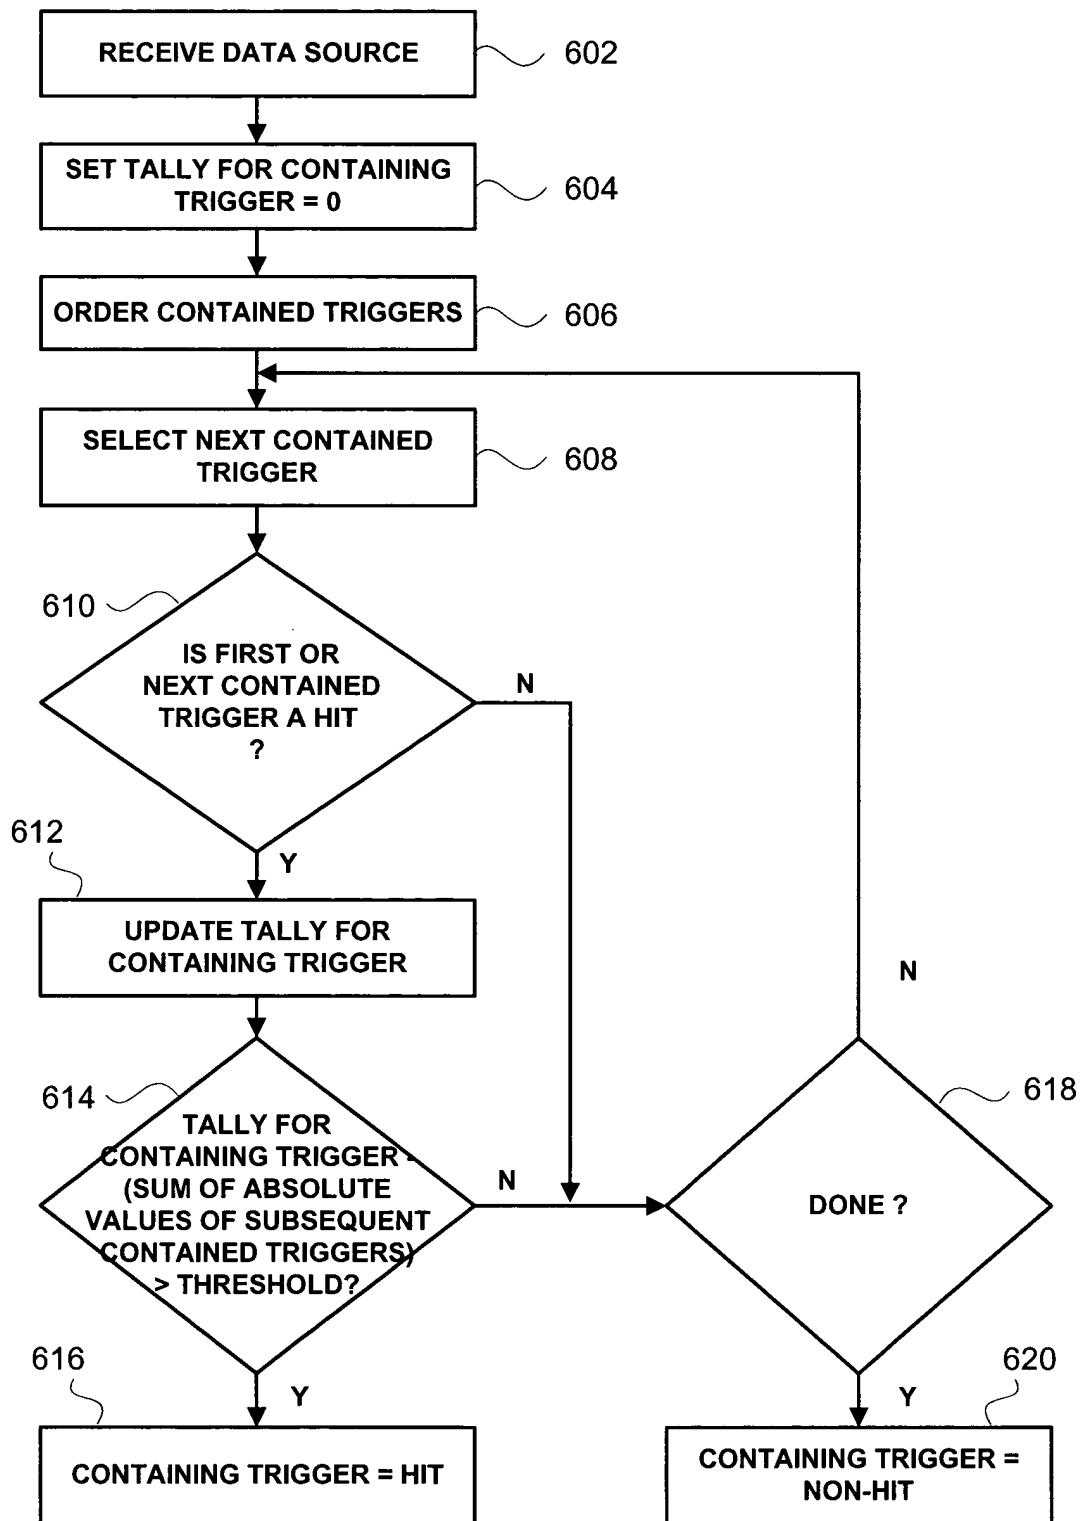 RECEIVE DATA SOURCE
602
SET TALLY FOR CONTAINING
TRIGGER = 0
604
ORDER CONTAINED TRIGGERS
606
SELECT NEXT CONTAINED
TRIGGER
608
610
IS FIRST OR
NEXT CONTAINED
TRIGGER A HIT
?
N
Y
612
UPDATE TALLY FOR
CONTAINING TRIGGER
N
614
TALLY FOR
CONTAINING TRIGGER -
(SUM OF ABSOLUTE
VALUES OF SUBSEQUENT
CONTAINED TRIGGERS)
> THRESHOLD?
N
618
DONE ?
616
Y
CONTAINING TRIGGER = HIT
620
Y
CONTAINING TRIGGER =
NON-HIT